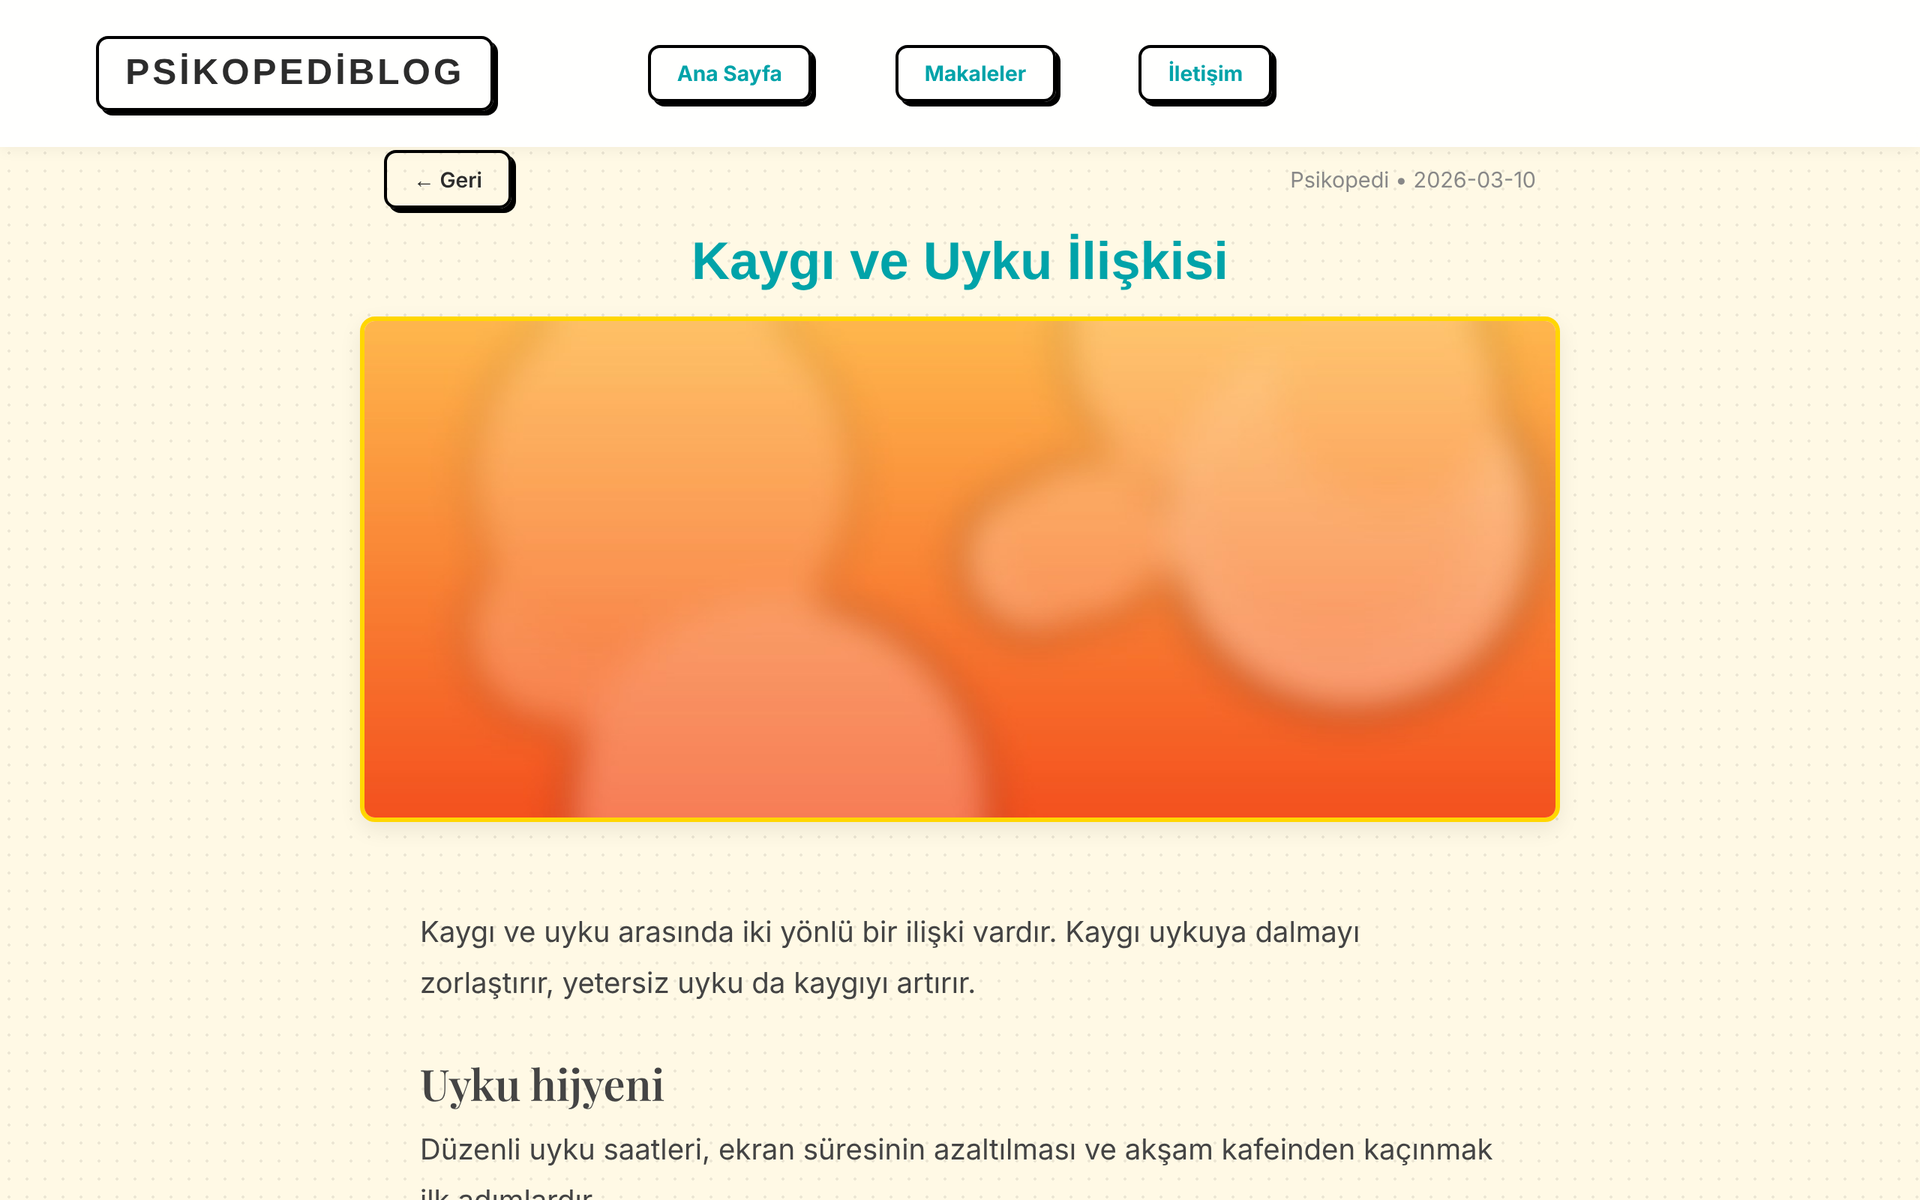 PSİKOPEDİBLOG
Ana Sayfa
Makaleler
İletişim
← Geri
Psikopedi • 2026-03-10
Kaygı ve Uyku İlişkisi
Kaygı ve uyku arasında iki yönlü bir ilişki vardır. Kaygı uykuya dalmayı
zorlaştırır, yetersiz uyku da kaygıyı artırır.
Uyku hijyeni
Düzenli uyku saatleri, ekran süresinin azaltılması ve akşam kafeinden kaçınmak
ilk adımlardır.